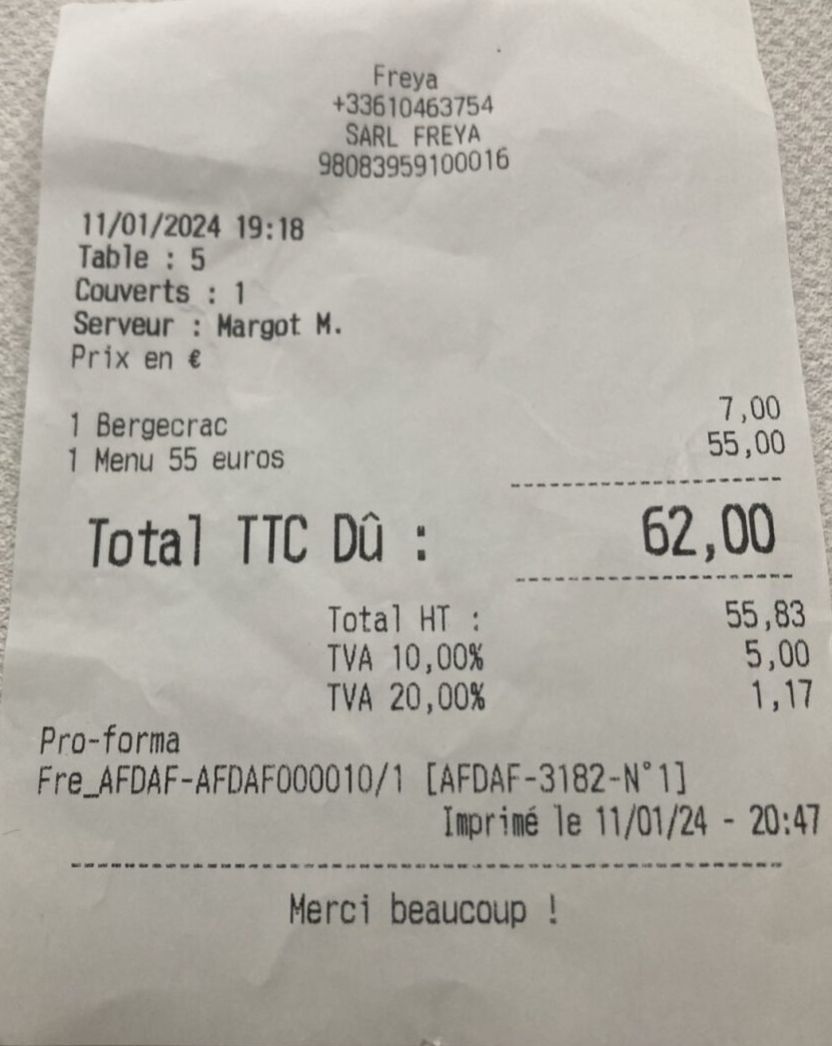 Freya
+33610463754
SARL FREYA
98083959100016
11/01/2024 19:18
Table : 5
Couverts : 1
Serveur : Margot M.
Prix en €
1 Bergecrac 7,00
1 Menu 55 euros 55,00
Total TTC Dû : 62,00
Total HT : 55,83
TVA 10,00% 5,00
TVA 20,00% 1,17
Pro-forma
Fre_AFDAF-AFDAF000010/1 [AFDAF-3182-N°1]
Imprimé le 11/01/24 - 20:47
Merci beaucoup !